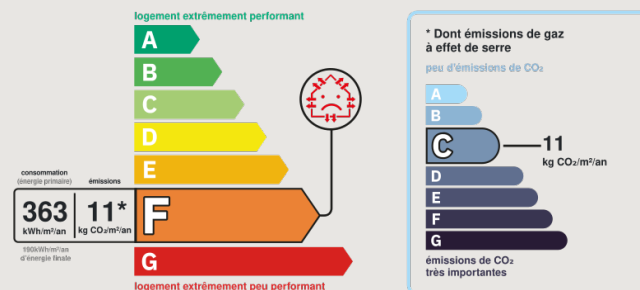 logement extrêmement performant
A
B
C
D
E
consommation
(énergie primaire)
émissions
363
kWh/m²/an
11*
kg CO₂/m²/an
F
190kWh/m²/an
d'énergie finale
G
logement extrêmement peu performant
* Dont émissions de gaz
à effet de serre
peu d'émissions de CO₂
A
B
C
11
kg CO₂/m²/an
D
E
F
G
émissions de CO₂
très importantes